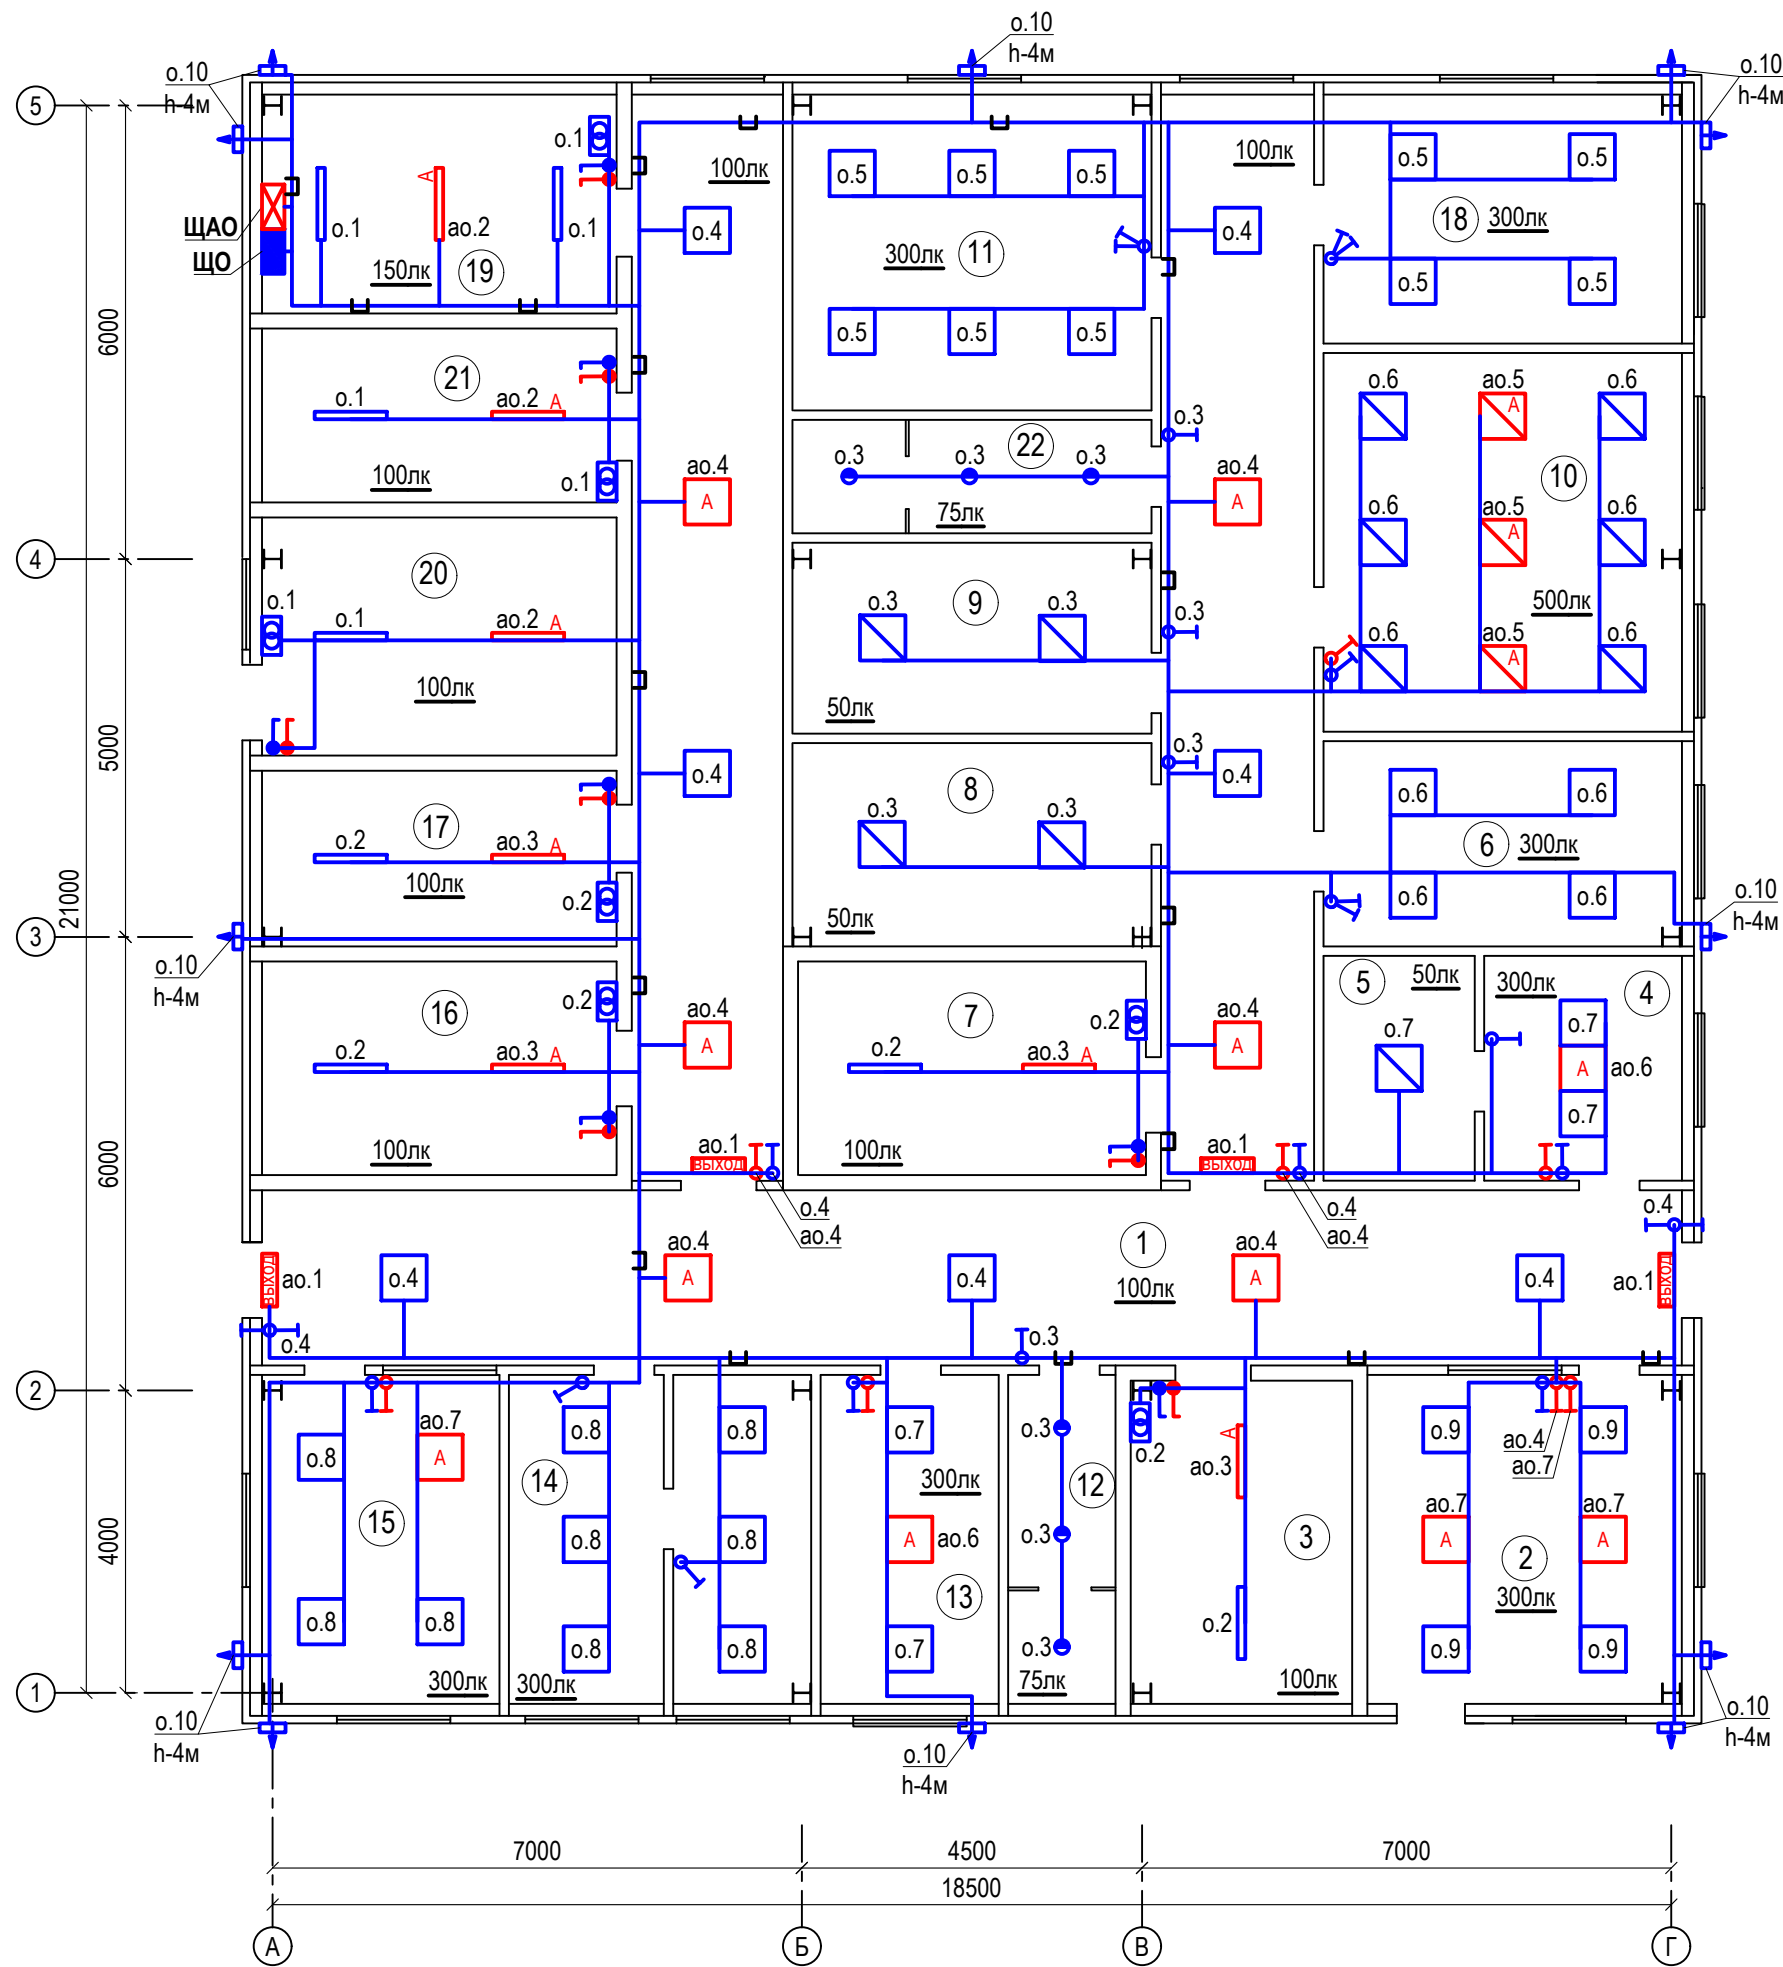 о.10
h-4м
о.10
h-4м
о.10
h-4м
5
о.1
о.5
о.5
о.5
100лк
100лк
о.5
о.5
А
ЩАО
ЩО
о.1
ао.2
о.1
150лк
19
о.4
300лк
11
о.4
18
300лк
о.5
о.5
о.5
о.5
о.5
6000
21
о.1
ао.2
А
100лк
о.1
о.3
22
о.3
о.3
о.3
75лк
ао.4
А
ао.4
А
о.6
ао.5
А
о.6
10
о.6
ао.5
А
о.6
500лк
о.6
ао.5
А
о.6
4
20
о.1
о.1
ао.2
А
100лк
9
о.3
о.3
о.3
50лк
5000
21000
о.4
о.3
о.4
17
о.2
ао.3
А
100лк
о.2
8
о.3
о.3
50лк
о.6
о.6
6
300лк
о.6
о.6
о.10
h-4м
3
о.10
h-4м
16
о.2
о.2
ао.3
А
100лк
ао.4
А
7
о.2
о.2
ао.3
А
100лк
ао.4
А
5
50лк
300лк
4
о.7
о.7
А
ао.6
о.7
6000
ао.1
ВЫХОД
о.4
ао.4
ао.1
ВЫХОД
о.4
ао.4
о.4
ВЫХОД
ао.1
о.4
о.4
ао.4
А
о.4
1
100лк
ао.4
А
о.4
ао.1
ВЫХОД
о.3
2
о.8
ао.7
А
15
о.8
о.8
300лк
14
о.8
о.8
о.8
300лк
о.8
о.8
о.8
о.7
300лк
А
ао.6
13
о.7
о.3
12
о.3
о.3
75лк
о.2
А
ао.3
3
о.2
100лк
о.9
ао.4
ао.7
о.9
ао.7
А
ао.7
А
2
300лк
о.9
о.9
4000
1
о.10
h-4м
о.10
h-4м
о.10
h-4м
7000
4500
7000
18500
А
Б
В
Г